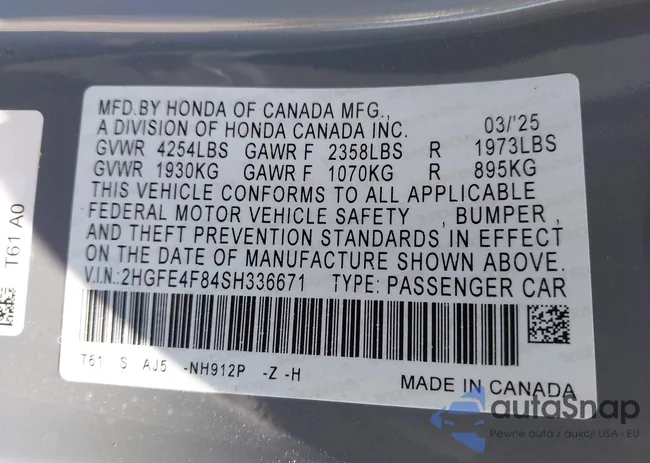 MFD.BY HONDA OF CANADA MFG.,
A DIVISION OF HONDA CANADA INC. 03/'25
GVWR 4254LBS GAWR F 2358LBS R 1973LBS
GVWR 1930KG GAWR F 1070KG R 895KG
THIS VEHICLE CONFORMS TO ALL APPLICABLE
FEDERAL MOTOR VEHICLE SAFETY , BUMPER ,
AND THEFT PREVENTION STANDARDS IN EFFECT
ON THE DATE OF MANUFACTURE SHOWN ABOVE.
V.I.N.:2HGFE4F84SH336671 TYPE: PASSENGER CAR
T61 S AJ5 -NH912P -Z -H
MADE IN CANADA
T61 A0
autoSnap
Pewne auta z aukcji USA i EU